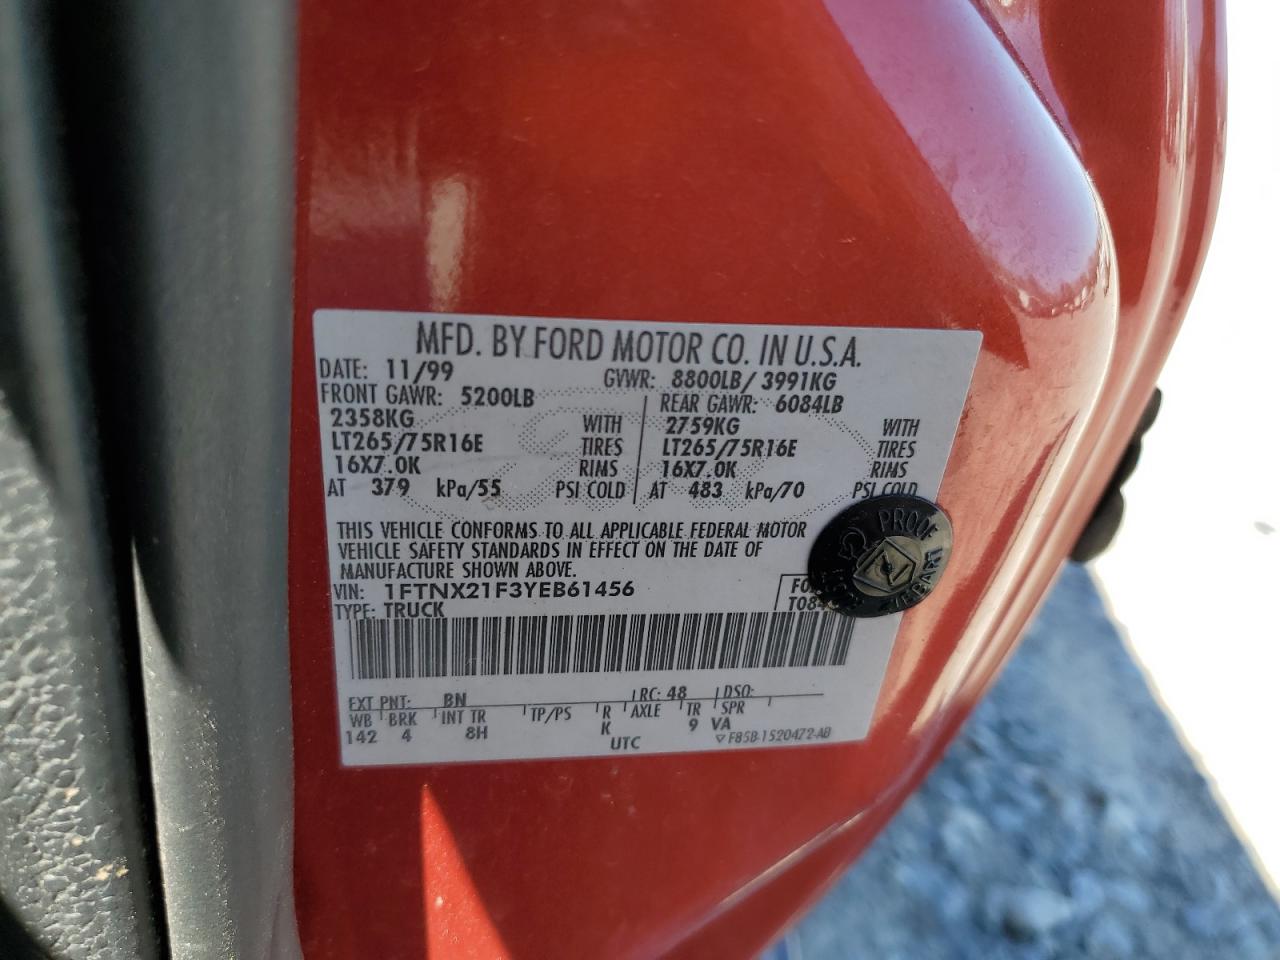 MFD. BY FORD MOTOR CO. IN U.S.A.
DATE: 11/99 GVWR: 8800LB/ 3991KG
FRONT GAWR: 5200LB REAR GAWR: 6084LB
2358KG WITH 2759KG WITH
LT265/75R16E TIRES LT265/75R16E TIRES
16X7.0K RIMS 16X7.0K RIMS
AT 379 kPa/55 PSI COLD AT 483 kPa/70 PSI COLD
THIS VEHICLE CONFORMS TO ALL APPLICABLE FEDERAL MOTOR
VEHICLE SAFETY STANDARDS IN EFFECT ON THE DATE OF
MANUFACTURE SHOWN ABOVE.
VIN: 1FTNX21F3YEB61456
TYPE: TRUCK
PROOF
ZIEBART
EXT PNT: BN RC: 48 DSO:
WB BRK INT TR TP/PS R AXLE TR SPR
142 4 8H K 9 VA
UTC ▽ F85B-1520472-AB